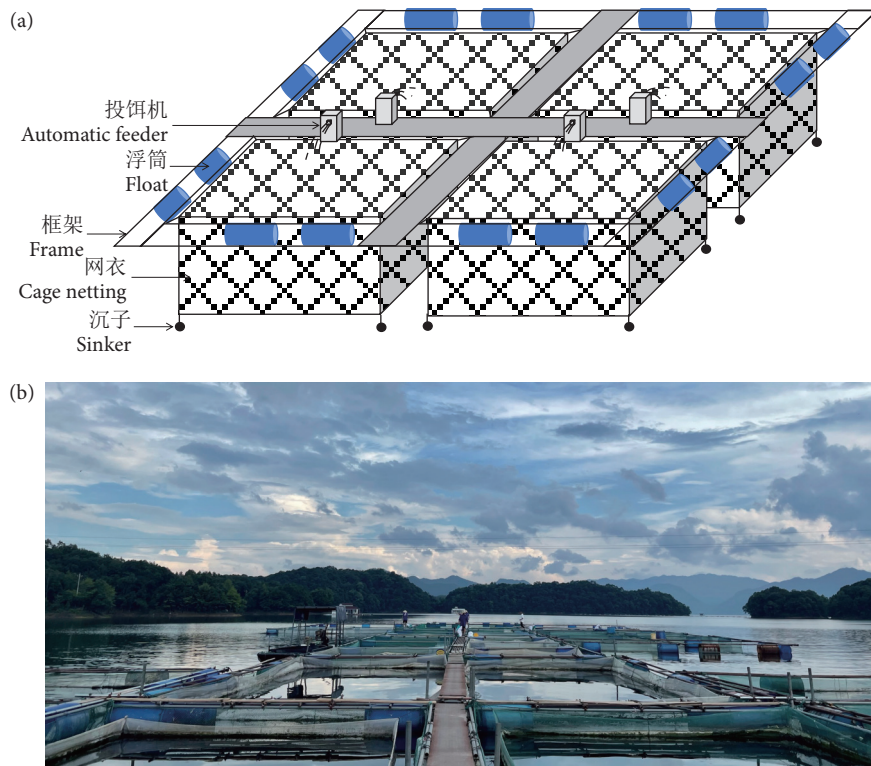 (a)
投饵机
Automatic feeder
浮筒
Float
框架
Frame
网衣
Cage netting
沉子
Sinker
(b)